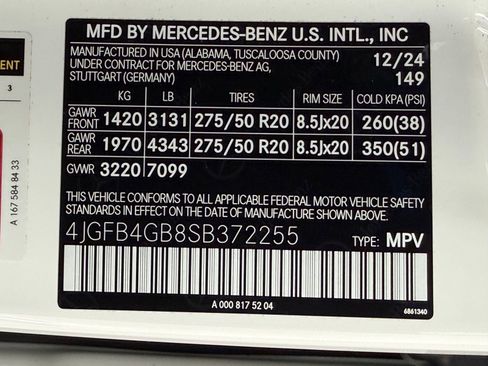 MFD BY MERCEDES-BENZ U.S. INTL., INC
MANUFACTURED IN USA (ALABAMA, TUSCALOOSA COUNTY) 12/24
UNDER CONTRACT FOR MERCEDES-BENZ AG, 149
STUTTGART (GERMANY)
KG LB TIRES RIM SIZE COLD KPA (PSI)
GAWR FRONT 1420 3131 275/50 R20 8.5Jx20 260(38)
GAWR REAR 1970 4343 275/50 R20 8.5Jx20 350(51)
GVWR 3220 7099
THIS VEHICLE CONFORMS TO ALL APPLICABLE FEDERAL MOTOR VEHICLE SAFETY
STANDARDS IN EFFECT ON THE DATE OF MANUFACTURE SHOWN ABOVE.
4JGFB4GB8SB372255 TYPE: MPV
A 000 817 52 04
6861340
3
A 167 584 84 33